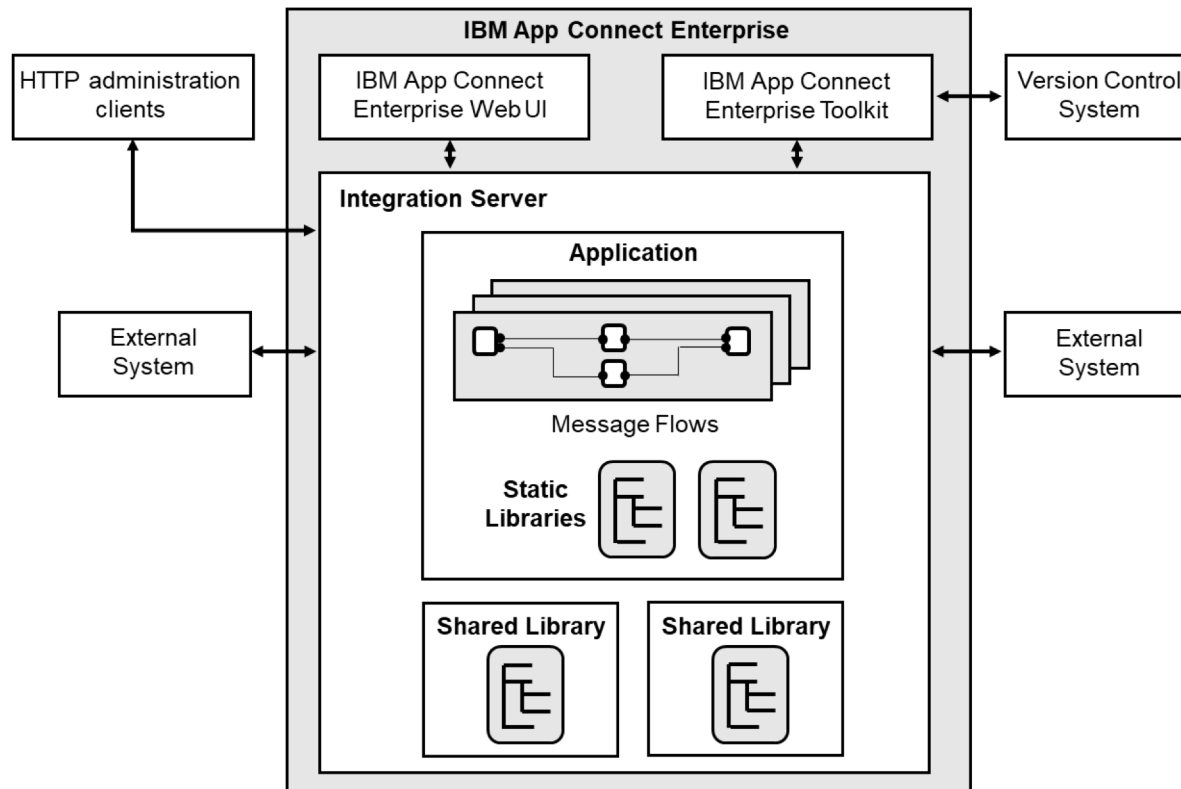 IBM App Connect Enterprise
HTTP administration
clients
IBM App Connect
Enterprise Web UI
IBM App Connect
Enterprise Toolkit
Version Control
System
Integration Server
Application
External
System
External
System
Message Flows
Static
Libraries
Shared Library
Shared Library